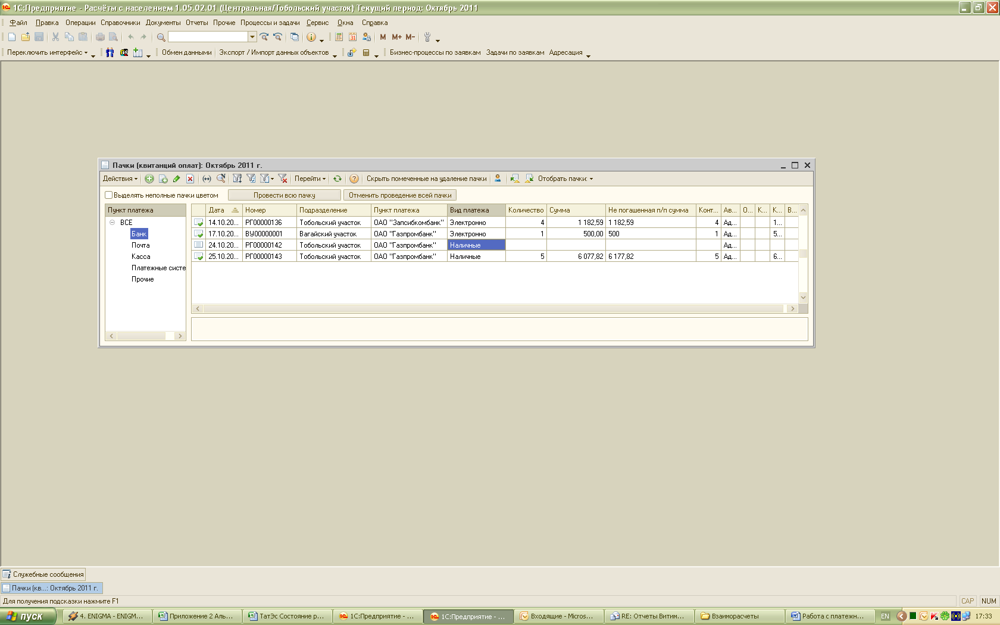 1С:Предприятие - Расчёты с населением 1.05.02.01 (Центральная/Тобольский участок) Текущий период: Октябрь 2011
Файл Правка Операции Справочники Документы Отчеты Прочие Процессы и задачи Сервис Окна Справка
М М+ М-
Переключить интерфейс Обмен данными Экспорт / Импорт данных объектов Бизнес-процессы по заявкам Задачи по заявкам Адресация
Пачки (квитанций оплат): Октябрь 2011 г.
Действия Перейти Скрыть помеченные на удаление пачки Отобрать пачки:
Выделять неполные пачки цветом Провести всю пачку Отменить проведение всей пачки
Пункт платежа
ВСЕ
Банк
Почта
Касса
Платежные систе
Прочие
Дата Номер Подразделение Пункт платежа Вид платежа Количество Сумма Не погашенная п/п сумма Конт... Ав... О... К... К... В...
14.10.20... РГ00000136 Тобольский участок ОАО "Запсибкомбанк" Электронно 4 1 182,59 1 182,59 4 Ад... 1...
17.10.20... ВУ00000001 Вагайский участок ОАО "Газпромбанк" Электронно 1 500,00 500 1 Ад... 5...
24.10.20... РГ00000142 Тобольский участок ОАО "Газпромбанк" Наличные Ад...
25.10.20... РГ00000143 Тобольский участок ОАО "Газпромбанк" Наличные 5 6 077,82 6 177,82 5 Ад... 6...
Служебные сообщения
Пачки (кв...: Октябрь 2011 г.
Для получения подсказки нажмите F1 CAP NUM
пуск 4. ENIGMA - ENIGM... Приложение 2 Аль... ТатЭс Состояние р... 1С:Предприятие - ... 1С:Предприятие - ... Входящие - Micros... RE: Отчеты Витим... Взаиморасчеты Работа с платежн... EN 17:33